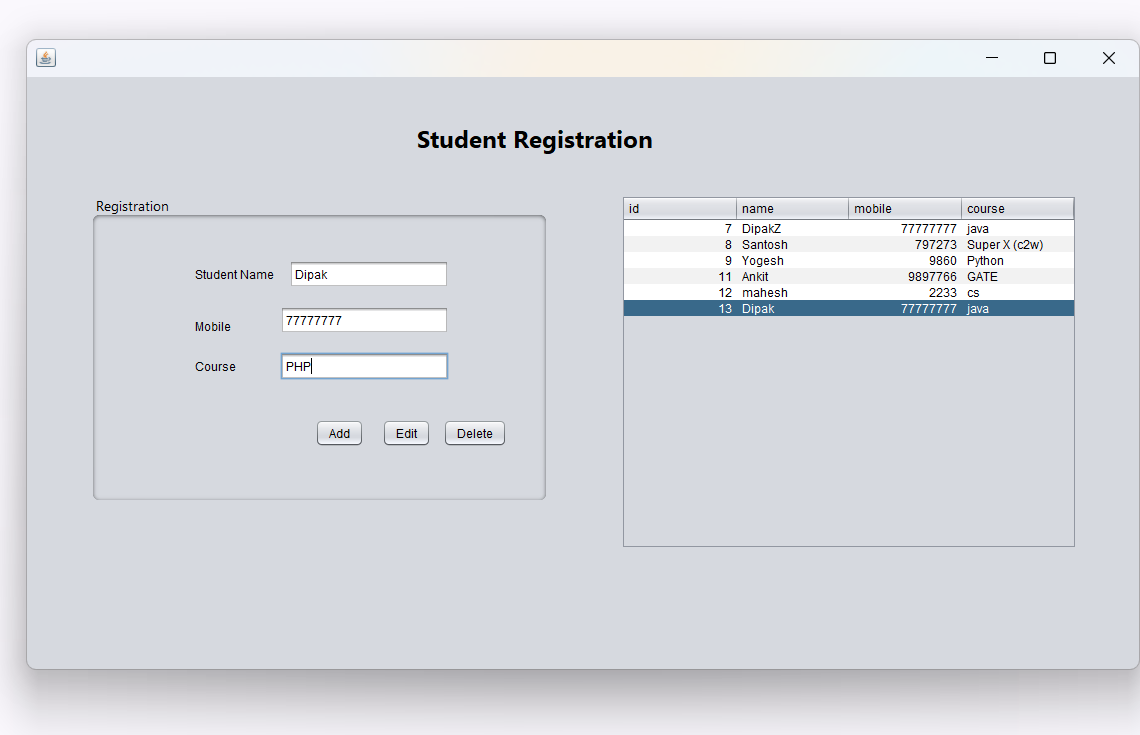 Student Registration
Registration
Student Name Dipak
Mobile 77777777
Course PHP
Add Edit Delete
id name mobile course
7 DipakZ 77777777 java
8 Santosh 797273 Super X (c2w)
9 Yogesh 9860 Python
11 Ankit 9897766 GATE
12 mahesh 2233 cs
13 Dipak 77777777 java